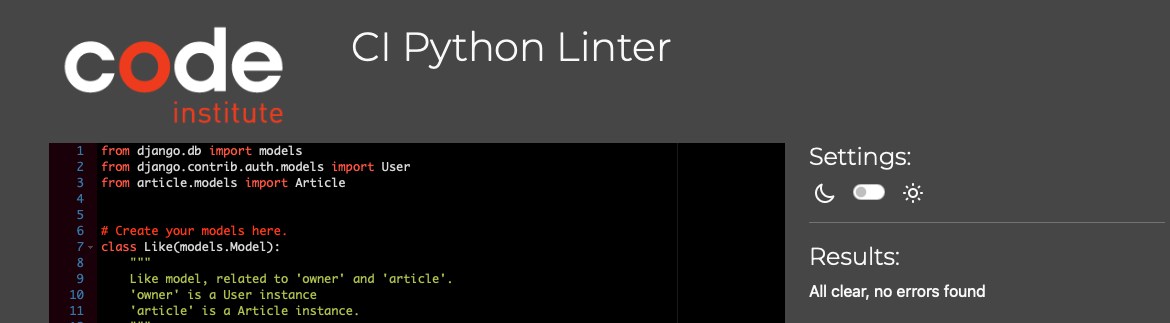 code
institute
CI Python Linter
1 from django.db import models
2 from django.contrib.auth.models import User
3 from article.models import Article
4
5
6 # Create your models here.
7 class Like(models.Model):
8 """
9 Like model, related to 'owner' and 'article'.
10 'owner' is a User instance
11 'article' is a Article instance.
12 """
Settings:
Results:
All clear, no errors found